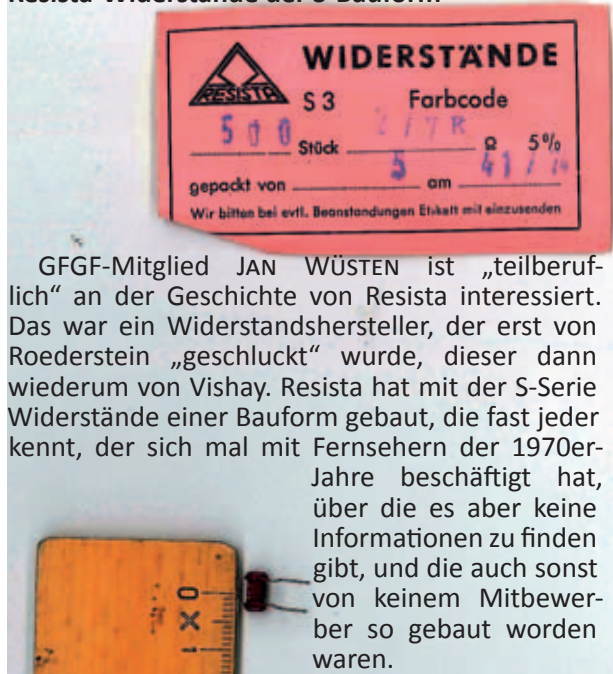 Resista-Widerstände der S-Bauform
WIDERSTÄNDE
RESISTA
S 3 Farbcode
500 Stück Ω 5%
gepackt von 5 am 41 /
Wir bitten bei evtl. Beanstandungen Etikett mit einzusenden
GFGF-Mitglied JAN WÜSTEN ist „teilberuf-
lich“ an der Geschichte von Resista interessiert.
Das war ein Widerstandshersteller, der erst von
Roederstein „geschluckt“ wurde, dieser dann
wiederum von Vishay. Resista hat mit der S-Serie
Widerstände einer Bauform gebaut, die fast jeder
kennt, der sich mal mit Fernsehern der 1970er-
Jahre beschäftigt hat,
über die es aber keine
Informationen zu finden
gibt, und die auch sonst
von keinem Mitbewer-
ber so gebaut worden
waren.
0
X
1